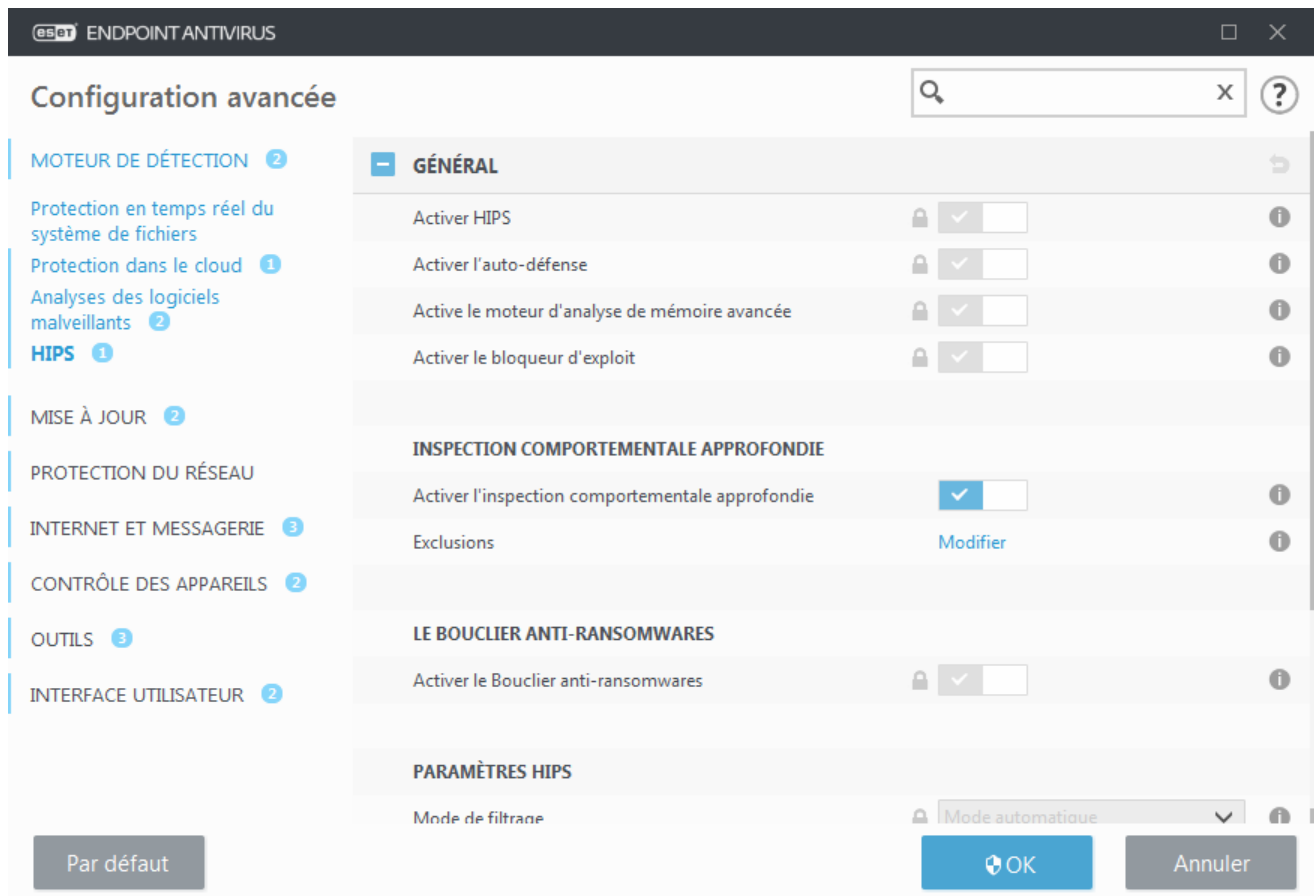 eset ENDPOINT ANTIVIRUS
Configuration avancée
x
?
MOTEUR DE DÉTECTION 2
Protection en temps réel du
système de fichiers
Protection dans le cloud 1
Analyses des logiciels
malveillants 2
HIPS 1
MISE À JOUR 2
PROTECTION DU RÉSEAU
INTERNET ET MESSAGERIE 3
CONTRÔLE DES APPAREILS 2
OUTILS 3
INTERFACE UTILISATEUR 2
GÉNÉRAL
Activer HIPS
Activer l'auto-défense
Active le moteur d'analyse de mémoire avancée
Activer le bloqueur d'exploit
INSPECTION COMPORTEMENTALE APPROFONDIE
Activer l'inspection comportementale approfondie
Exclusions Modifier
LE BOUCLIER ANTI-RANSOMWARES
Activer le Bouclier anti-ransomwares
PARAMÈTRES HIPS
Mode de filtrage Mode automatique
Par défaut
OK
Annuler